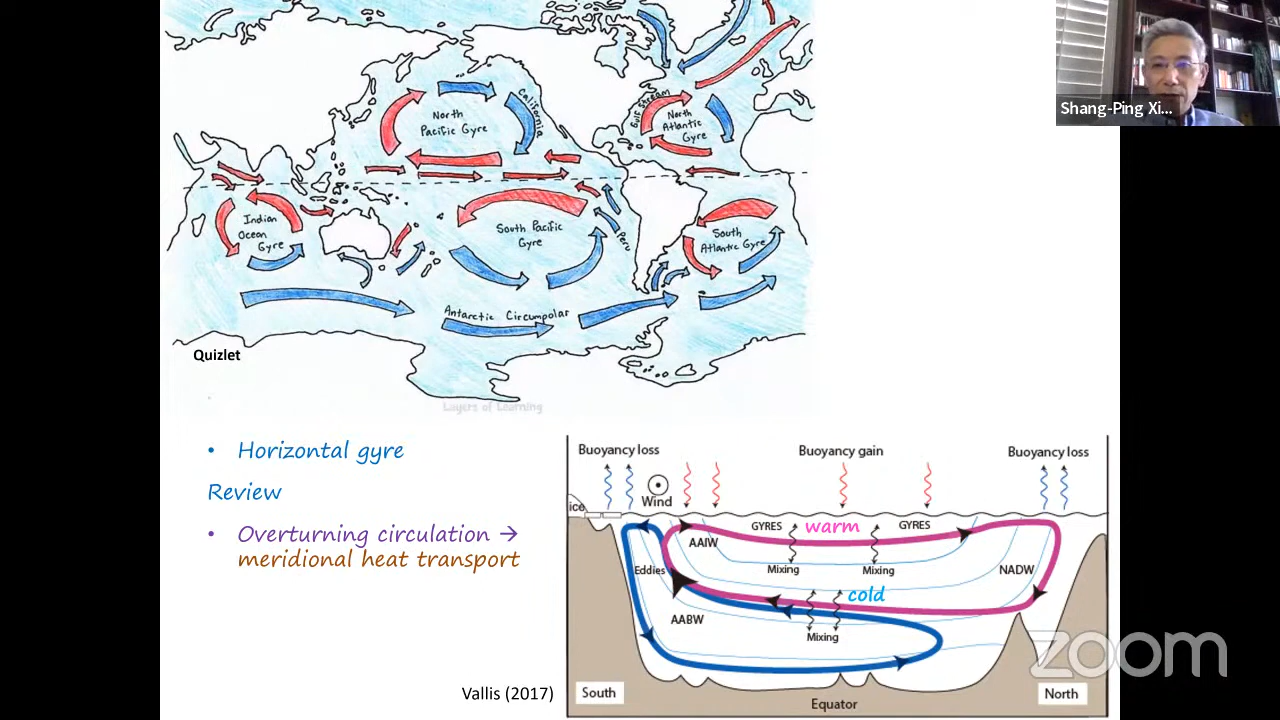 Shang-Ping Xi...
North
Pacific Gyre
California
Gulf Stream
North
Atlantic
Gyre
Indian
Ocean
Gyre
South Pacific
Gyre
Peru
South
Atlantic Gyre
Antarctic Circumpolar
Quizlet
Layers of Learning
• Horizontal gyre
Review
• Overturning circulation →
meridional heat transport
Vallis (2017)
Buoyancy loss
Buoyancy gain
Buoyancy loss
Wind
ice
GYRES
warm
GYRES
AAIW
Mixing
Mixing
NADW
Eddies
cold
AABW
Mixing
South
Equator
North
zoom